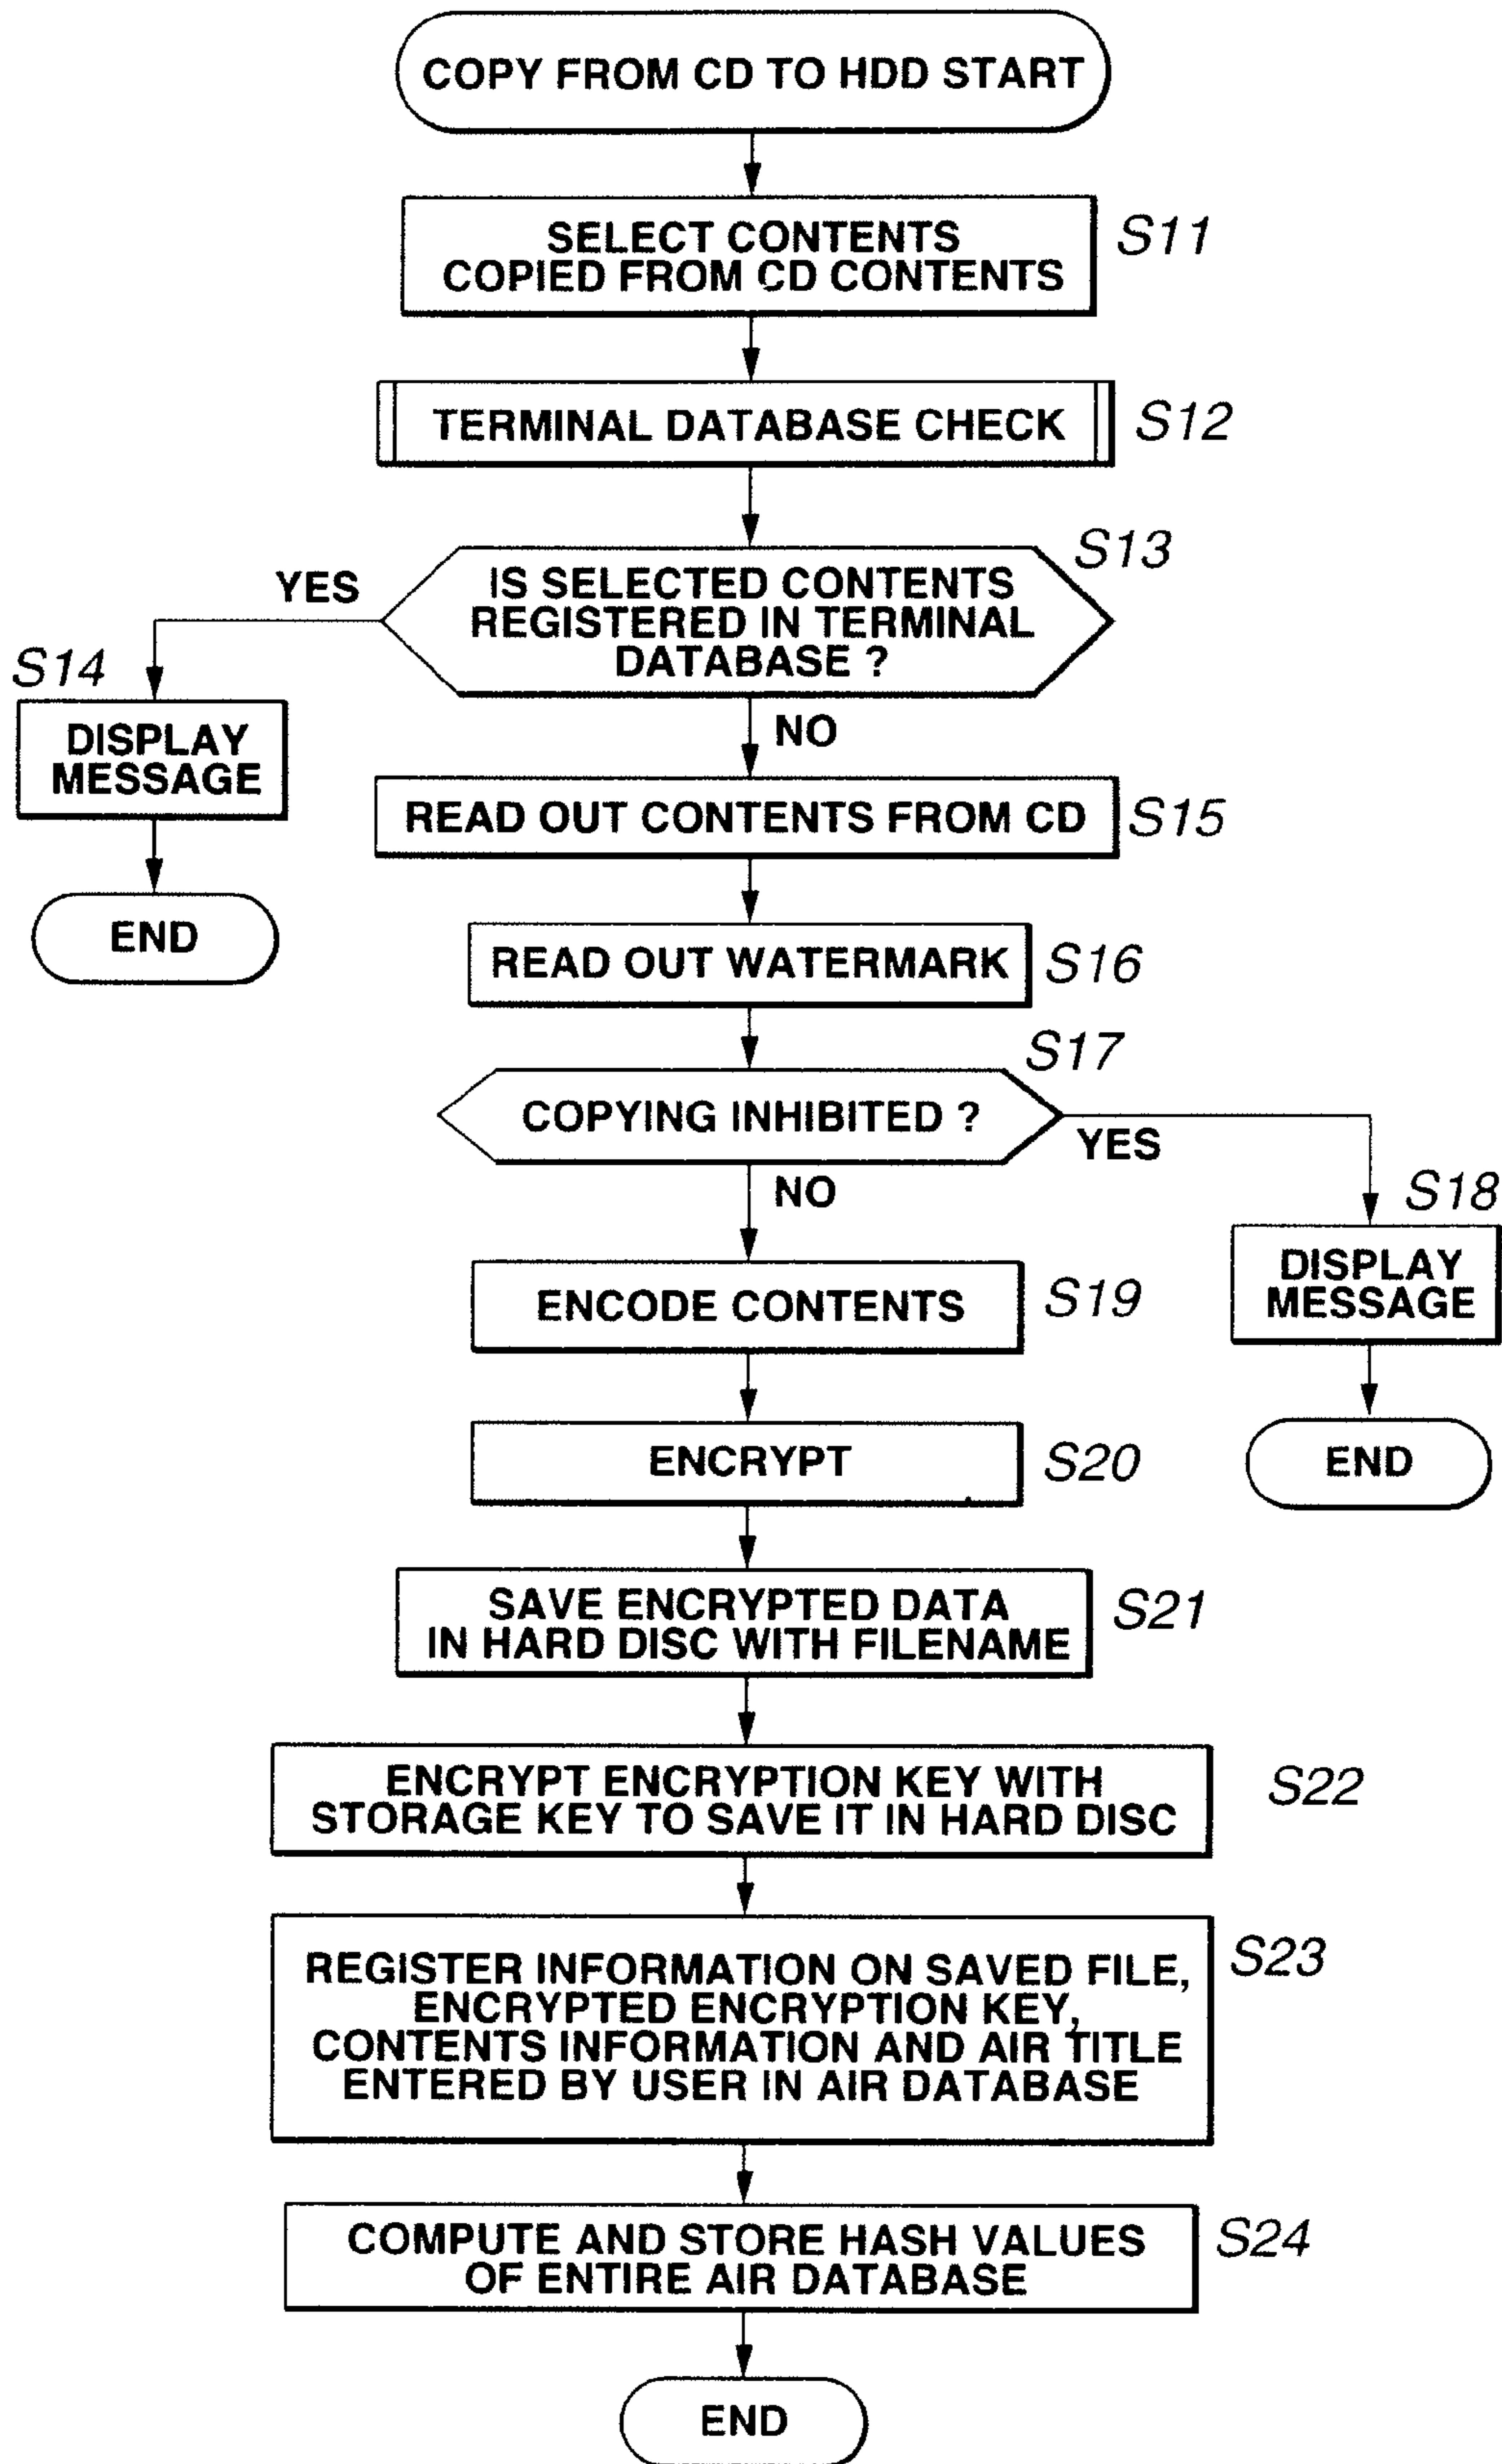 COPY FROM CD TO HDD START
SELECT CONTENTS
COPIED FROM CD CONTENTS
S11
TERMINAL DATABASE CHECK
S12
S13
IS SELECTED CONTENTS
REGISTERED IN TERMINAL
DATABASE ?
YES
S14
DISPLAY
MESSAGE
END
NO
READ OUT CONTENTS FROM CD
S15
READ OUT WATERMARK
S16
S17
COPYING INHIBITED ?
YES
S18
DISPLAY
MESSAGE
END
NO
ENCODE CONTENTS
S19
ENCRYPT
S20
SAVE ENCRYPTED DATA
IN HARD DISC WITH FILENAME
S21
ENCRYPT ENCRYPTION KEY WITH
STORAGE KEY TO SAVE IT IN HARD DISC
S22
REGISTER INFORMATION ON SAVED FILE,
ENCRYPTED ENCRYPTION KEY,
CONTENTS INFORMATION AND AIR TITLE
ENTERED BY USER IN AIR DATABASE
S23
COMPUTE AND STORE HASH VALUES
OF ENTIRE AIR DATABASE
S24
END